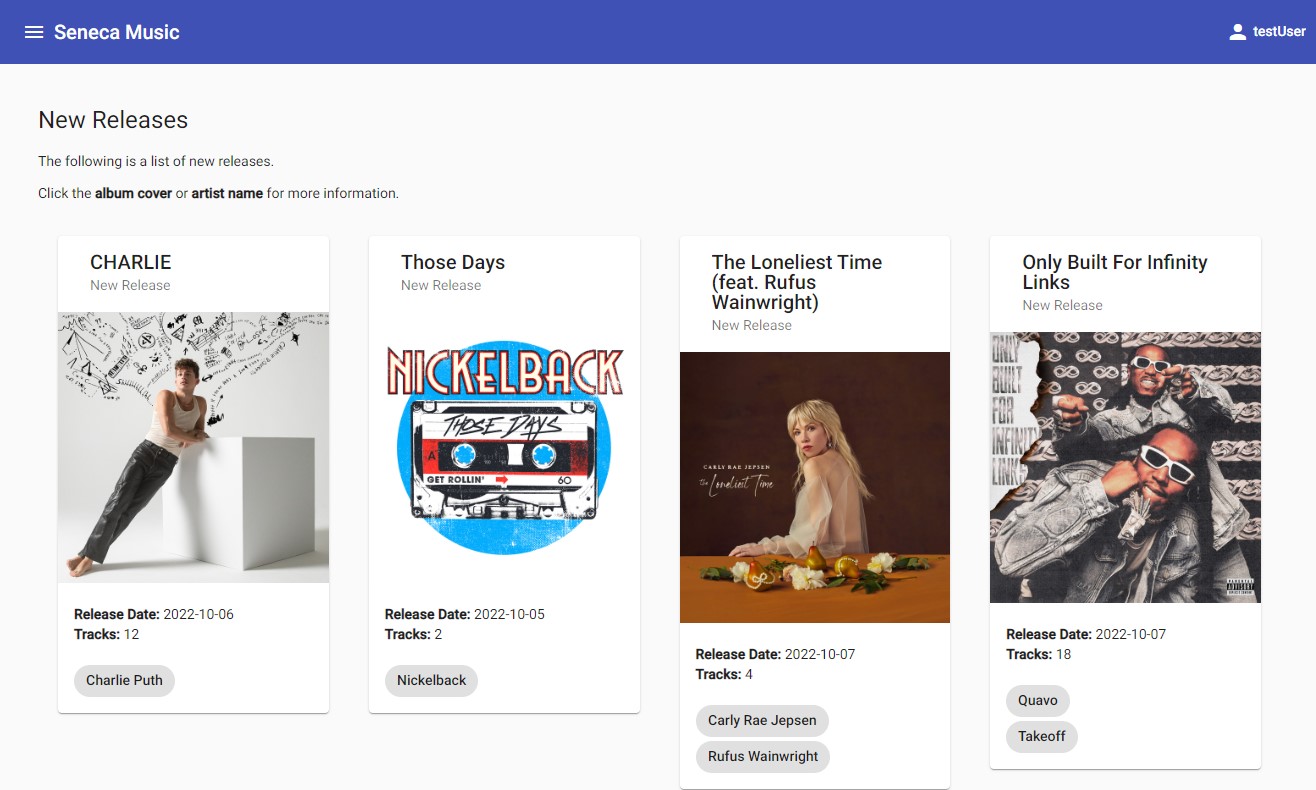 Seneca Music
testUser
New Releases
The following is a list of new releases.
Click the album cover or artist name for more information.
CHARLIE
New Release
Release Date: 2022-10-06
Tracks: 12
Charlie Puth
Those Days
New Release
NICKELBACK
THOSE DAYS
A
GET ROLLIN'
60
Release Date: 2022-10-05
Tracks: 2
Nickelback
The Loneliest Time
(feat. Rufus
Wainwright)
New Release
CARLY RAE JEPSEN
The Loneliest Time
Release Date: 2022-10-07
Tracks: 4
Carly Rae Jepsen
Rufus Wainwright
Only Built For Infinity
Links
New Release
ONLY
BUILT
FOR
INFINITY
LINKS
Release Date: 2022-10-07
Tracks: 18
Quavo
Takeoff